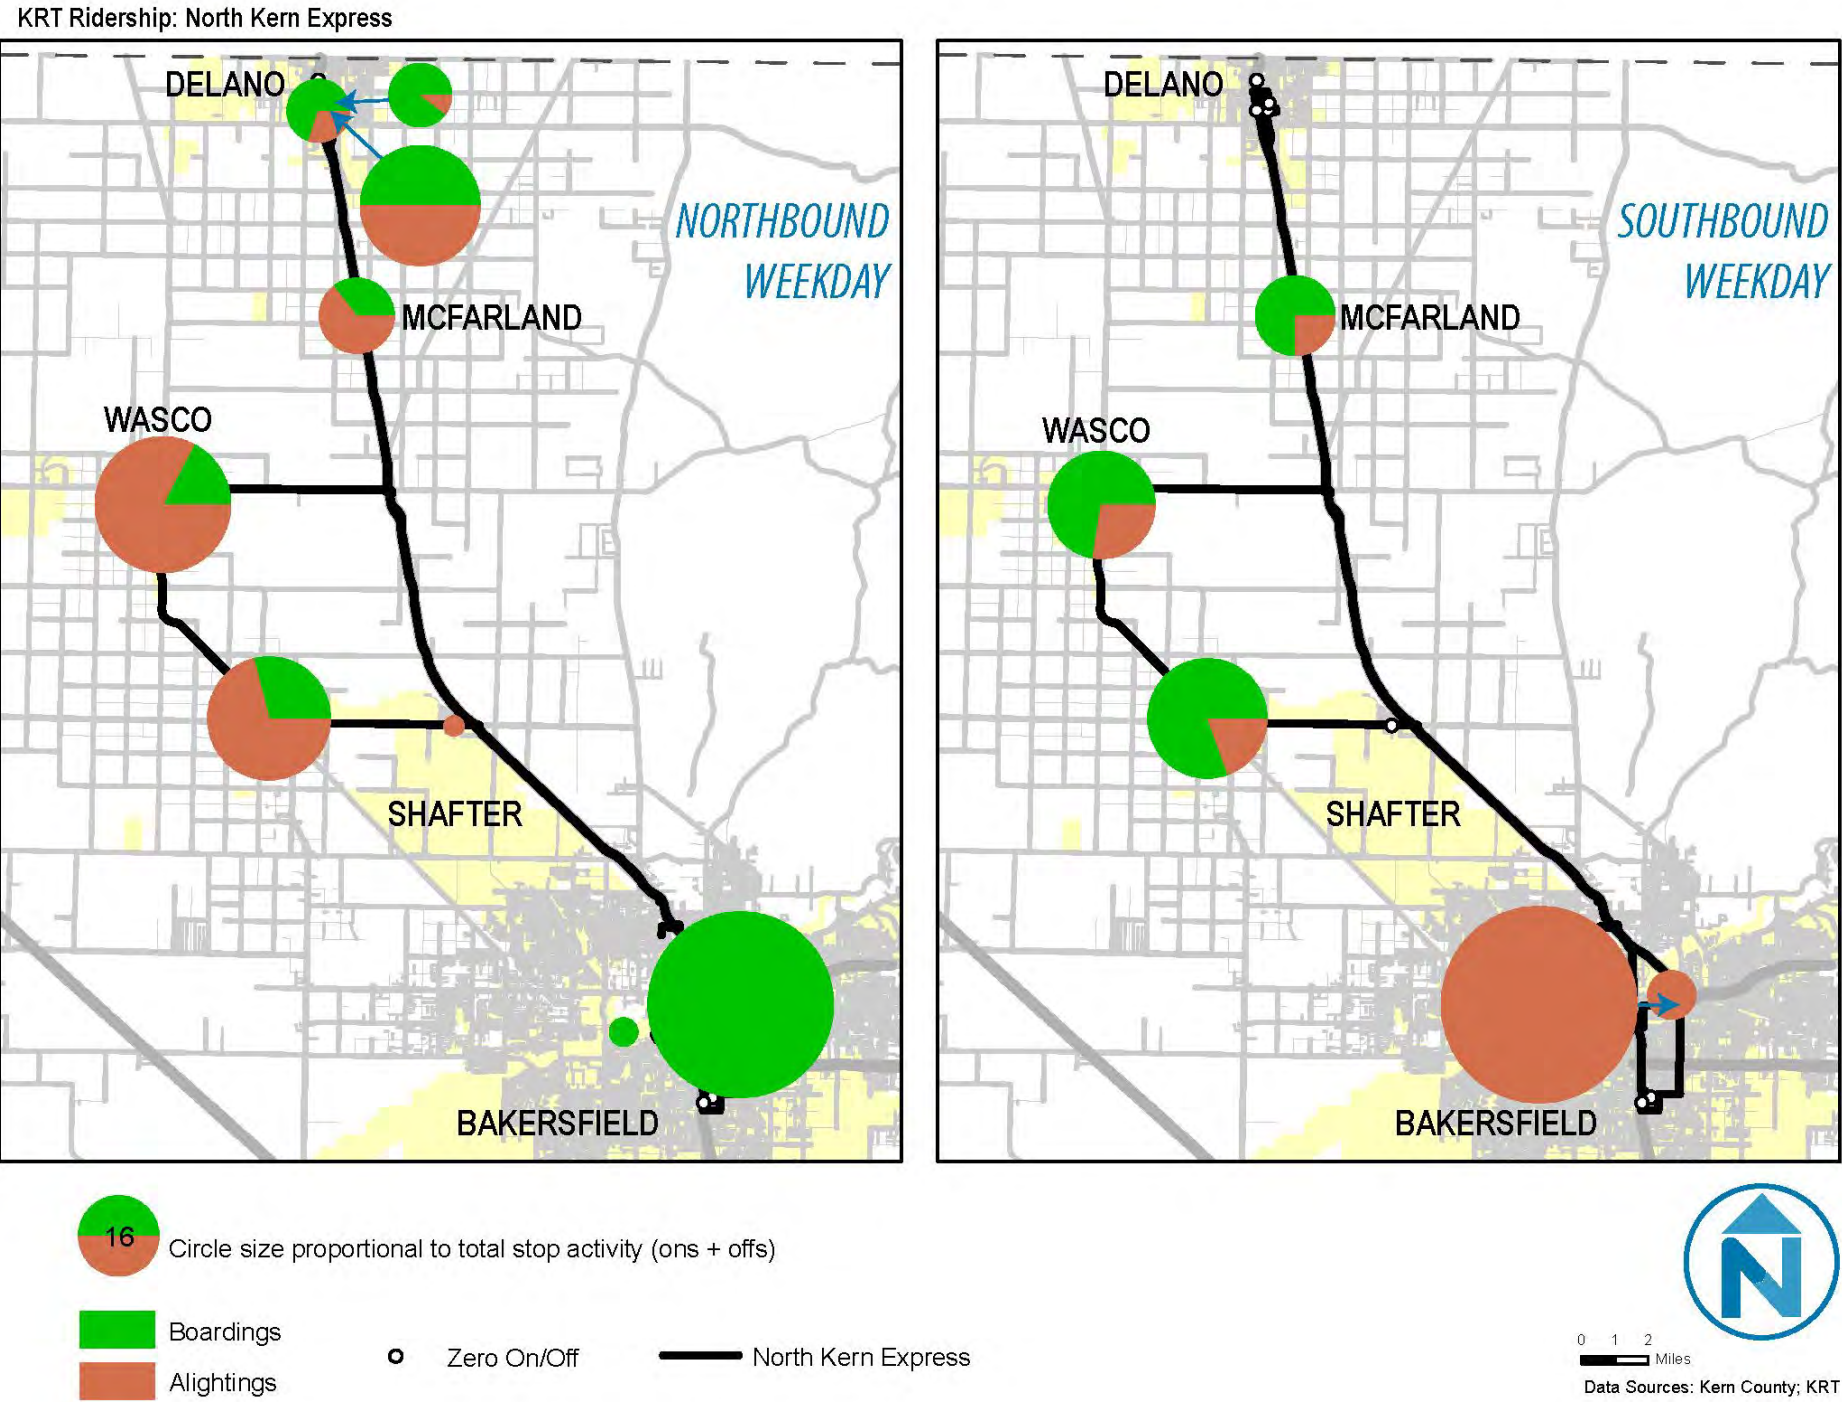 KRT Ridership: North Kern Express
DELANO
NORTHBOUND
WEEKDAY
MCFARLAND
WASCO
SHAFTER
BAKERSFIELD
DELANO
SOUTHBOUND
WEEKDAY
MCFARLAND
WASCO
SHAFTER
BAKERSFIELD
16
Circle size proportional to total stop activity (ons + offs)
Boardings
Alightings
Zero On/Off
North Kern Express
N
0 1 2
Miles
Data Sources: Kern County; KRT